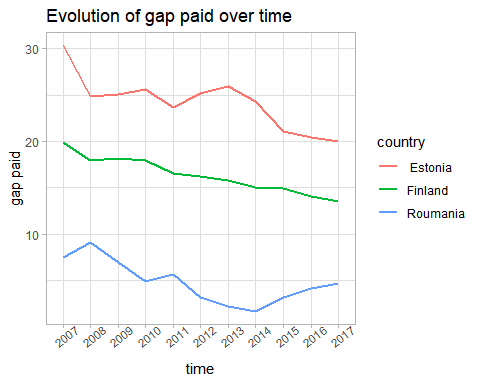 Evolution of gap paid over time
30
20
10
gap paid
2007 2008 2009 2010 2011 2012 2013 2014 2015 2016 2017
time
country
Estonia
Finland
Roumania